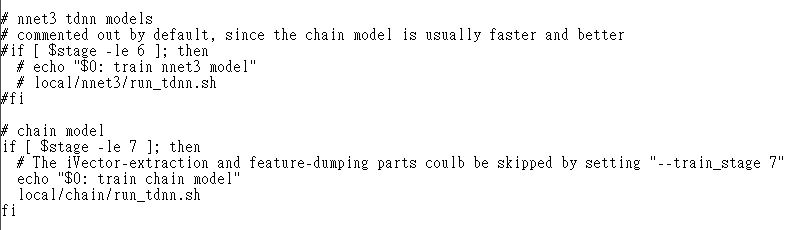 # nnet3 tdnn models
# commented out by default, since the chain model is usually faster and better
#if [ $stage -le 6 ]; then
  # echo "$0: train nnet3 model"
  # local/nnet3/run_tdnn.sh
#fi

# chain model
if [ $stage -le 7 ]; then
  # The iVector-extraction and feature-dumping parts coulb be skipped by setting "--train_stage 7"
  echo "$0: train chain model"
  local/chain/run_tdnn.sh
fi